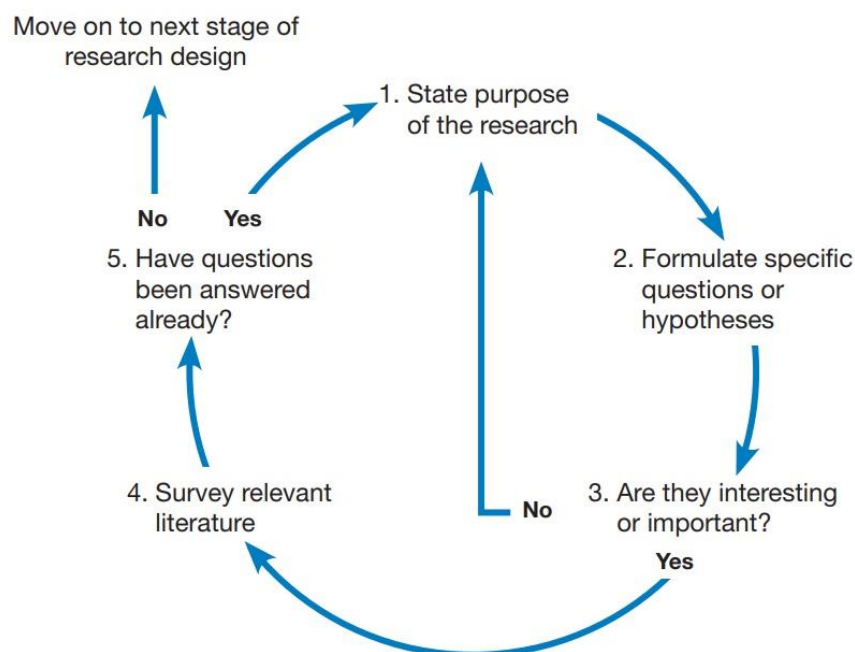 Move on to next stage of
research design
1. State purpose
of the research
No
Yes
5. Have questions
been answered
already?
2. Formulate specific
questions or
hypotheses
4. Survey relevant
literature
No
3. Are they interesting
or important?
Yes